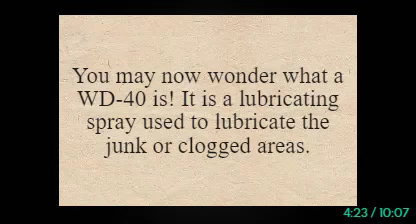 You may now wonder what a
WD-40 is! It is a lubricating
spray used to lubricate the
junk or clogged areas.
4:23 / 10:07